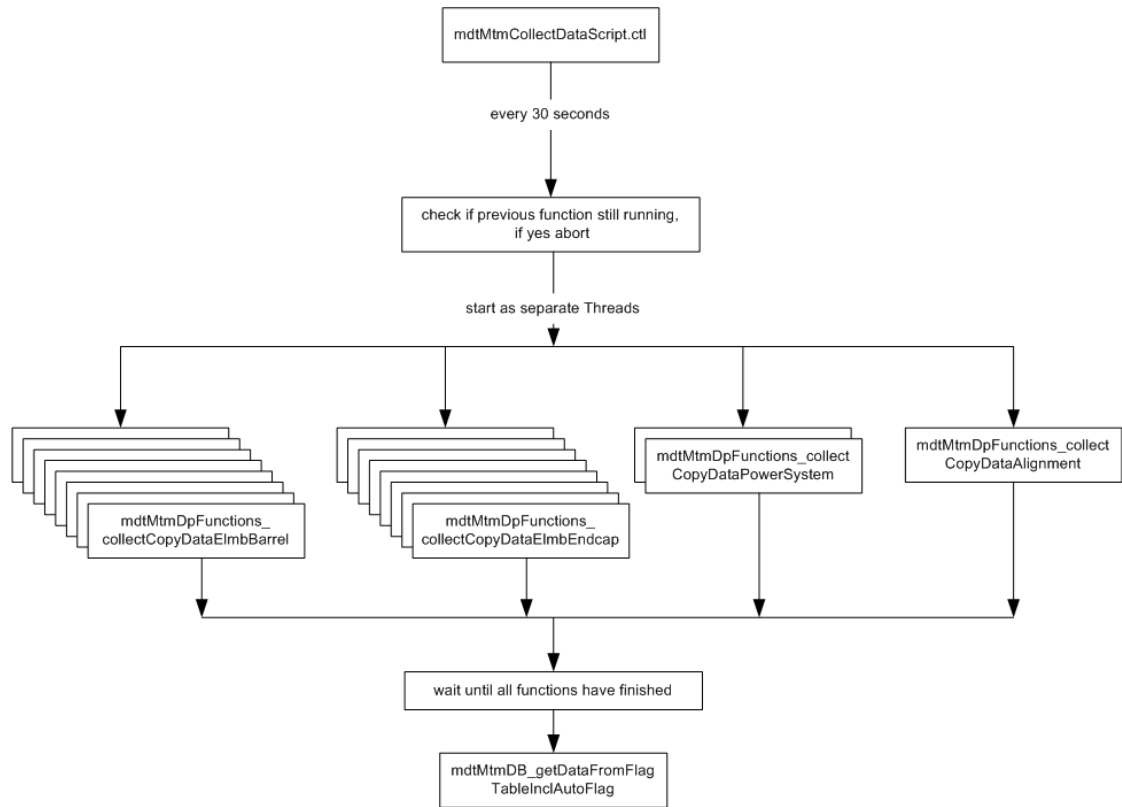 mdtMtmCollectDataScript.ctl
every 30 seconds
check if previous function still running,
if yes abort
start as separate Threads
mdtMtmDpFunctions_
collectCopyDataElmbBarrel
mdtMtmDpFunctions_
collectCopyDataElmbEndcap
mdtMtmDpFunctions_collect
CopyDataPowerSystem
mdtMtmDpFunctions_collect
CopyDataAlignment
wait until all functions have finished
mdtMtmDB_getDataFromFlag
TableInclAutoFlag